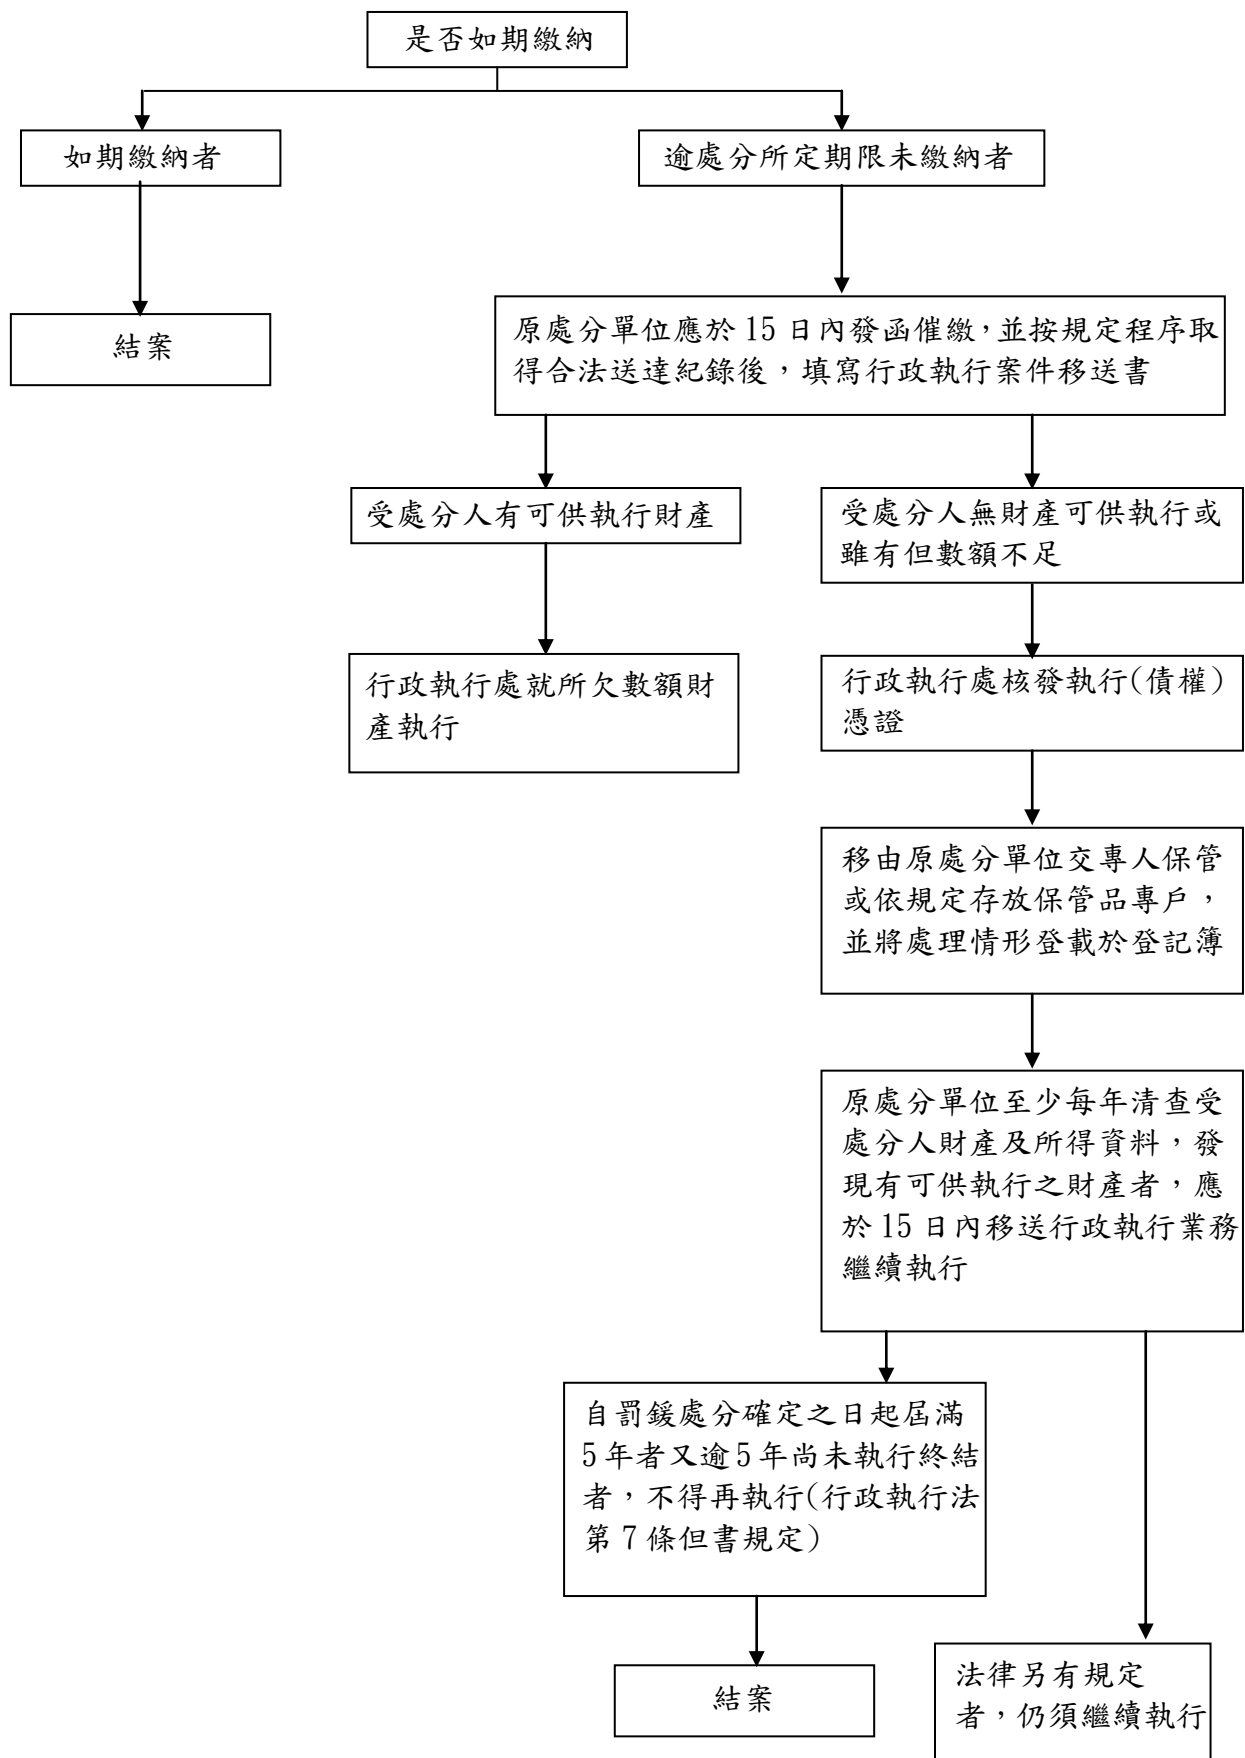 是否如期繳納
如期繳納者
逾處分所定期限未繳納者
結案
原處分單位應於 15 日內發函催繳，並按規定程序取
得合法送達紀錄後，填寫行政執行案件移送書
受處分人有可供執行財產
受處分人無財產可供執行或
雖有但數額不足
行政執行處就所欠數額財
產執行
行政執行處核發執行(債權)
憑證
移由原處分單位交專人保管
或依規定存放保管品專戶，
並將處理情形登載於登記簿
原處分單位至少每年清查受
處分人財產及所得資料，發
現有可供執行之財產者，應
於 15 日內移送行政執行業務
繼續執行
自罰鍰處分確定之日起屆滿
5 年者又逾 5 年尚未執行終結
者，不得再執行(行政執行法
第 7 條但書規定)
結案
法律另有規定
者，仍須繼續執行